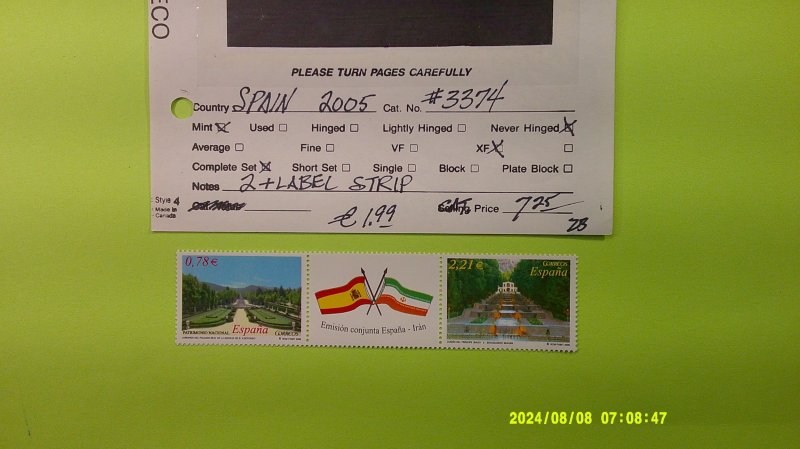 ECO
PLEASE TURN PAGES CAREFULLY
Country SPAIN 2005 Cat. No. #3374
Mint Used Hinged Lightly Hinged Never Hinged
Average Fine VF XF
Complete Set Short Set Single Block Plate Block
Notes 2+LABEL STRIP
Style 4
Made in
Canada
€ 1.99
Price 7.25
ZB
0,78€
PATRIMONIO NACIONAL España CORREOS
Emisión conjunta España - Irán
2,21€ CORREOS
España
2024/08/08 07:08:47